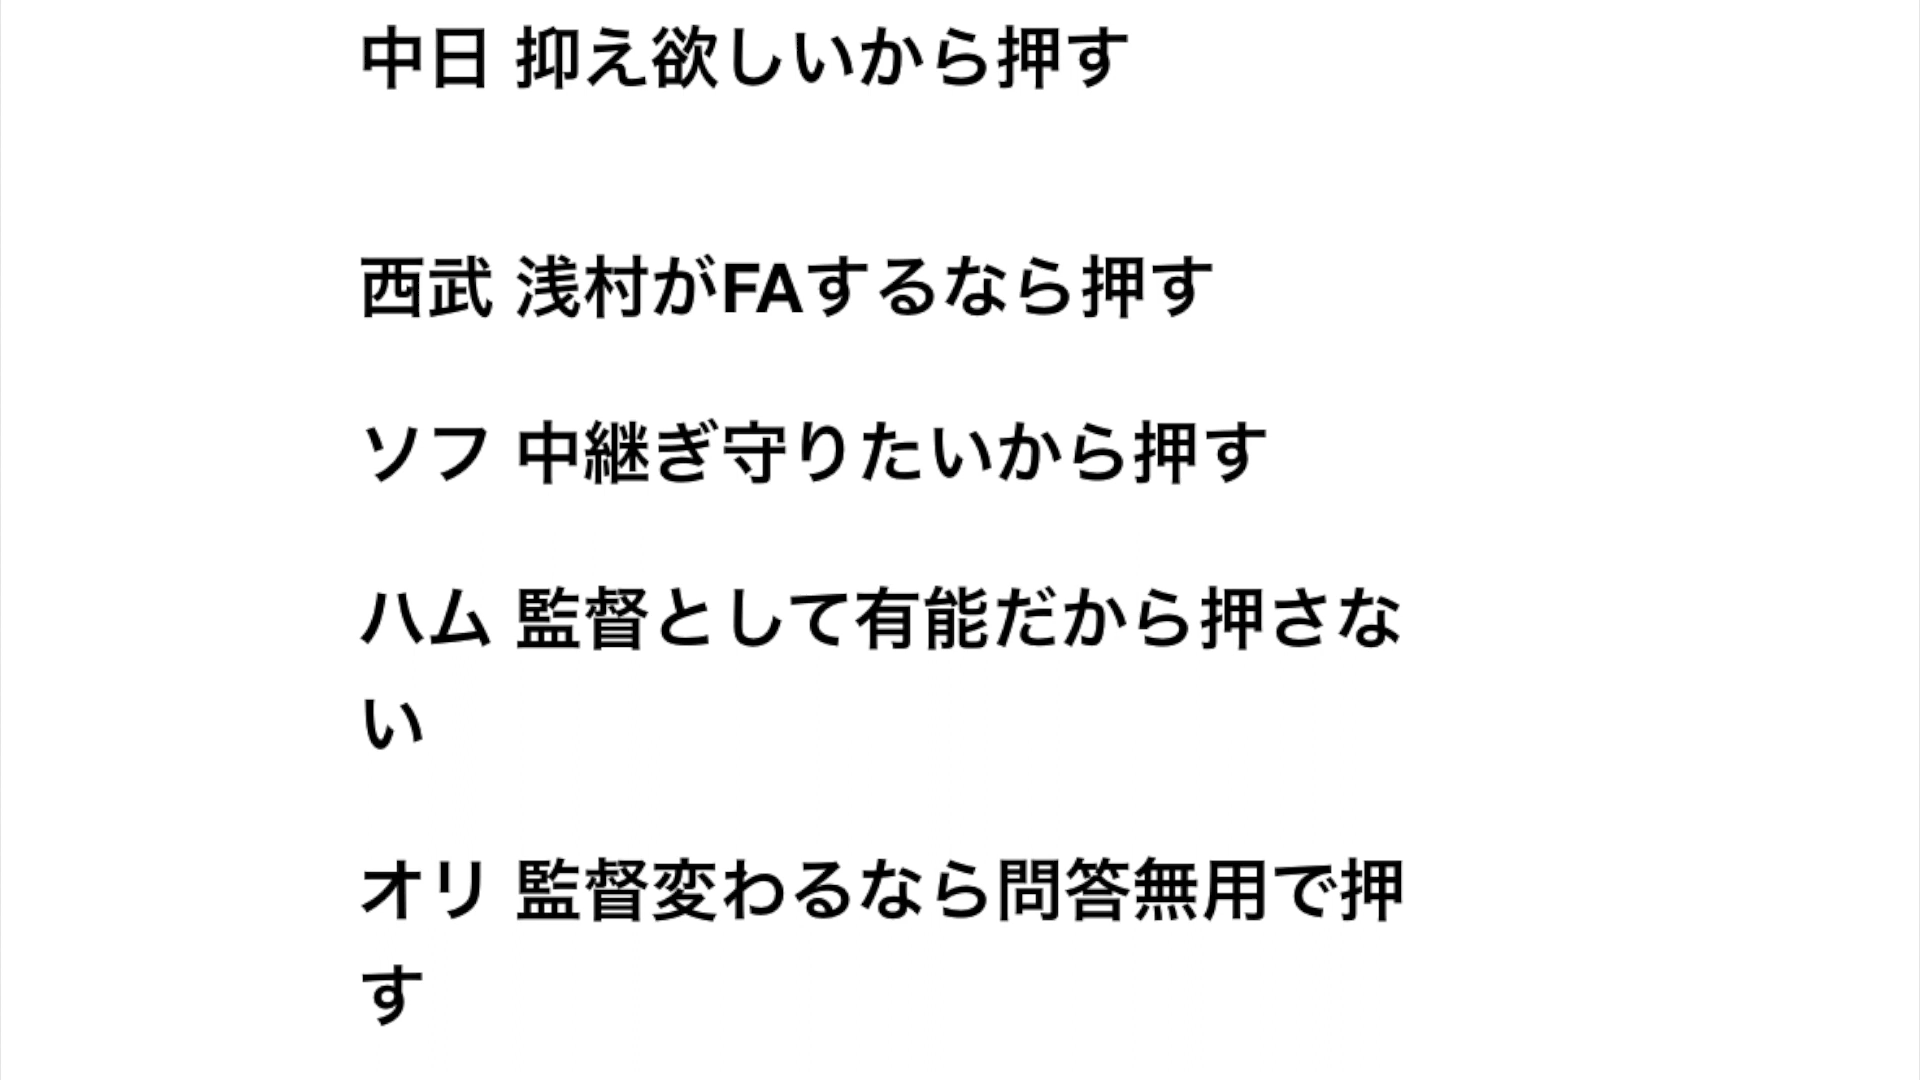 中日 抑え欲しいから押す
西武 浅村がFAするなら押す
ソフ 中継ぎ守りたいから押す
ハム 監督として有能だから押さな
い
オリ 監督変わるなら問答無用で押
す